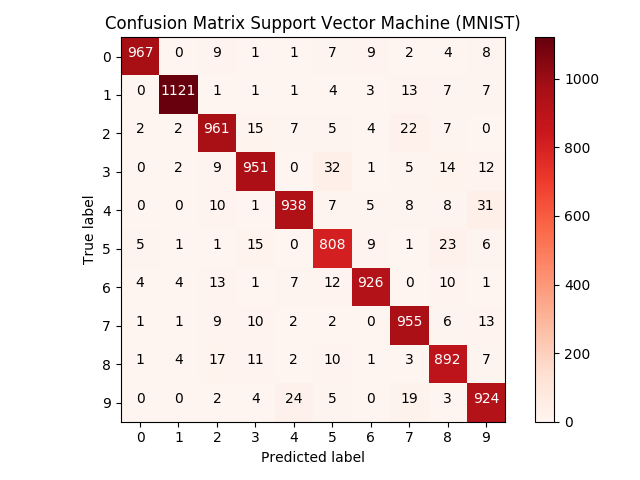 Confusion Matrix Support Vector Machine (MNIST)
0 967 0 9 1 1 7 9 2 4 8
1 0 1121 1 1 1 4 3 13 7 7
2 2 2 961 15 7 5 4 22 7 0
3 0 2 9 951 0 32 1 5 14 12
4 0 0 10 1 938 7 5 8 8 31
5 5 1 1 15 0 808 9 1 23 6
6 4 4 13 1 7 12 926 0 10 1
7 1 1 9 10 2 2 0 955 6 13
8 1 4 17 11 2 10 1 3 892 7
9 0 0 2 4 24 5 0 19 3 924
0 1 2 3 4 5 6 7 8 9
Predicted label
True label
1000
800
600
400
200
0